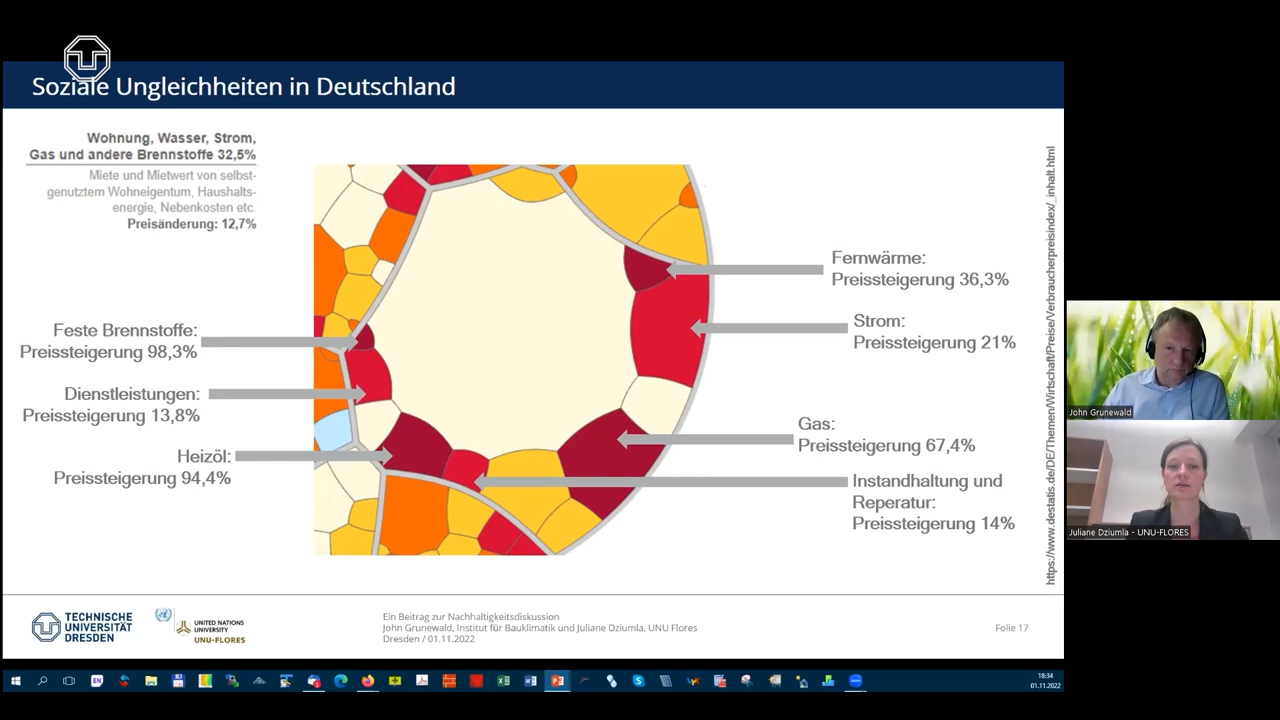 Soziale Ungleichheiten in Deutschland
Wohnung, Wasser, Strom,
Gas und andere Brennstoffe 32,5%
Miete und Mietwert von selbst-
genutztem Wohneigentum, Haushalts-
energie, Nebenkosten etc.
Preisänderung: 12,7%
Feste Brennstoffe:
Preissteigerung 98,3%
Dienstleistungen:
Preissteigerung 13,8%
Heizöl:
Preissteigerung 94,4%
Fernwärme:
Preissteigerung 36,3%
Strom:
Preissteigerung 21%
Gas:
Preissteigerung 67,4%
Instandhaltung und
Reperatur:
Preissteigerung 14%
https://www.destatis.de/DE/Themen/Wirtschaft/Preise/Verbraucherpreisindex/_inhalt.html
John Grunewald
Juliane Dziumla - UNU-FLORES
TECHNISCHE
UNIVERSITÄT
DRESDEN
UNITED NATIONS
UNIVERSITY
UNU-FLORES
Ein Beitrag zur Nachhaltigkeitsdiskussion
John Grunewald, Institut für Bauklimatik und Juliane Dziumla, UNU Flores
Dresden / 01.11.2022
Folie 17
EN
18:34
01.11.2022